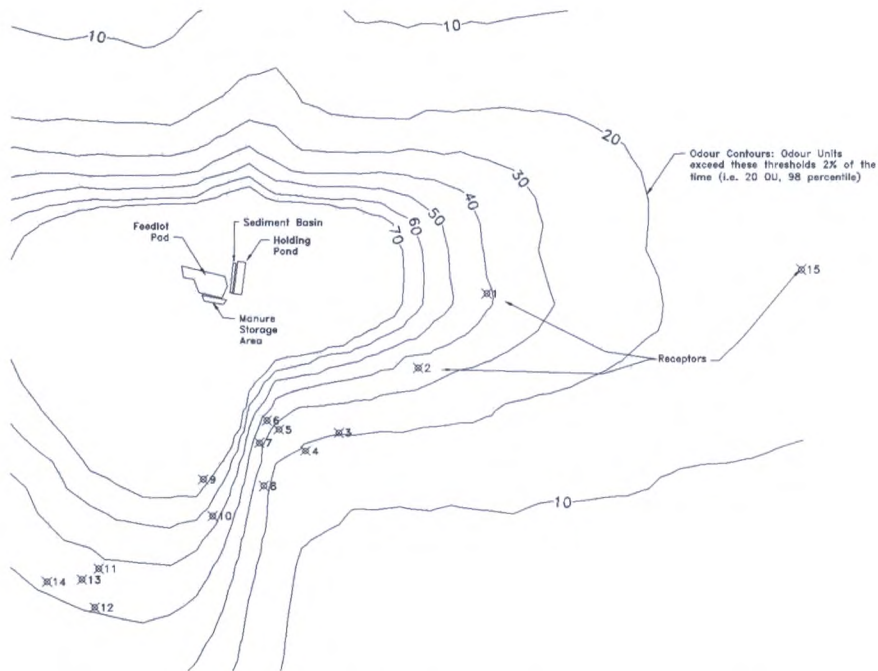 10
10
20
Odour Contours: Odour Units
exceed these thresholds 2% of the
time (i.e. 20 OU, 98 percentile)
30
40
50
60
70
Feedlot
Pad
Sediment Basin
Holding
Pond
Manure
Storage
Area
15
1
Receptors
2
6
5
3
7
4
9
8
10
10
11
14
13
12